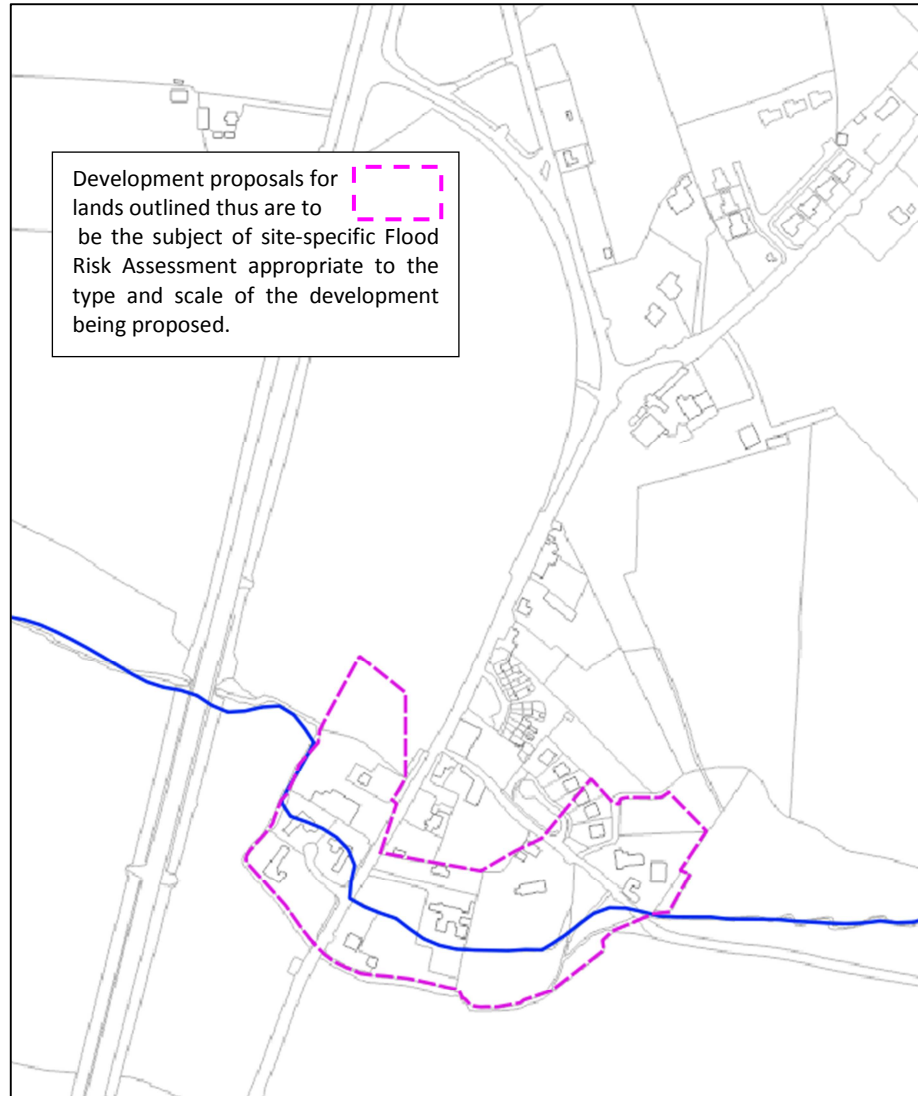 Development proposals for
lands outlined thus are to
be the subject of site-specific Flood
Risk Assessment appropriate to the
type and scale of the development
being proposed.